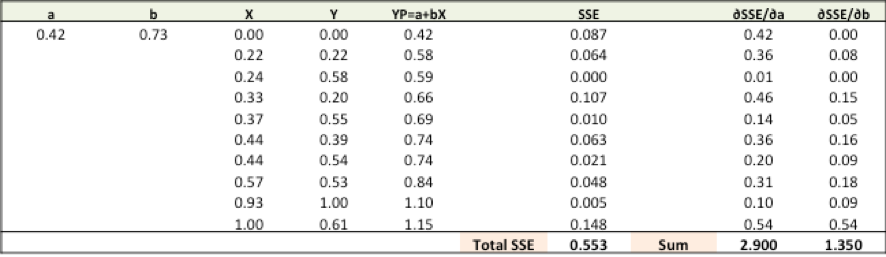 a b X Y YP=a+bX SSE ∂SSE/∂a ∂SSE/∂b
0.42 0.73 0.00 0.00 0.42 0.087 0.42 0.00
0.22 0.22 0.58 0.064 0.36 0.08
0.24 0.58 0.59 0.000 0.01 0.00
0.33 0.20 0.66 0.107 0.46 0.15
0.37 0.55 0.69 0.010 0.14 0.05
0.44 0.39 0.74 0.063 0.36 0.16
0.44 0.54 0.74 0.021 0.20 0.09
0.57 0.53 0.84 0.048 0.31 0.18
0.93 1.00 1.10 0.005 0.10 0.09
1.00 0.61 1.15 0.148 0.54 0.54
Total SSE 0.553 Sum 2.900 1.350